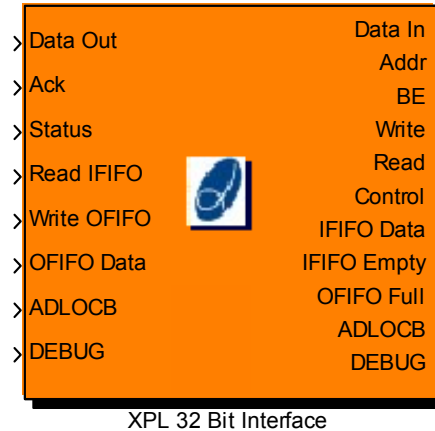 Data Out
Ack
Status
Read IFIFO
Write OFIFO
OFIFO Data
ADLOCB
DEBUG
Data In
Addr
BE
Write
Read
Control
IFIFO Data
IFIFO Empty
OFIFO Full
ADLOCB
DEBUG
XPL 32 Bit Interface